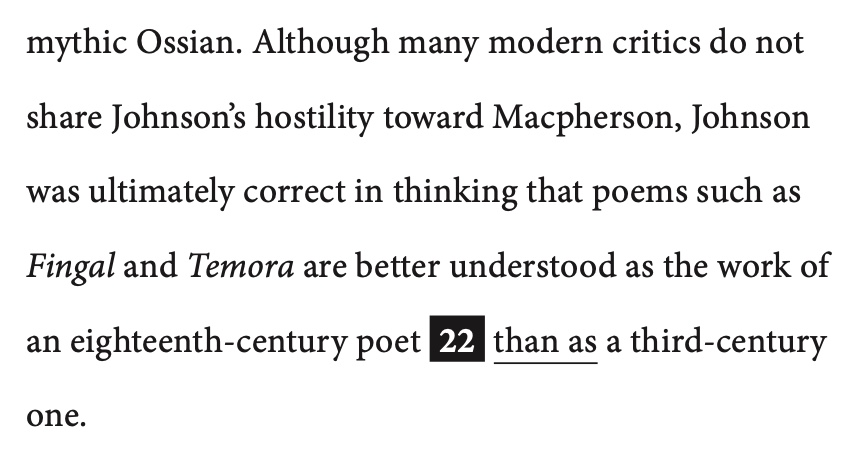 mythic Ossian. Although many modern critics do not
share Johnson’s hostility toward Macpherson, Johnson
was ultimately correct in thinking that poems such as
Fingal and Temora are better understood as the work of
an eighteenth-century poet 22 than as a third-century
one.